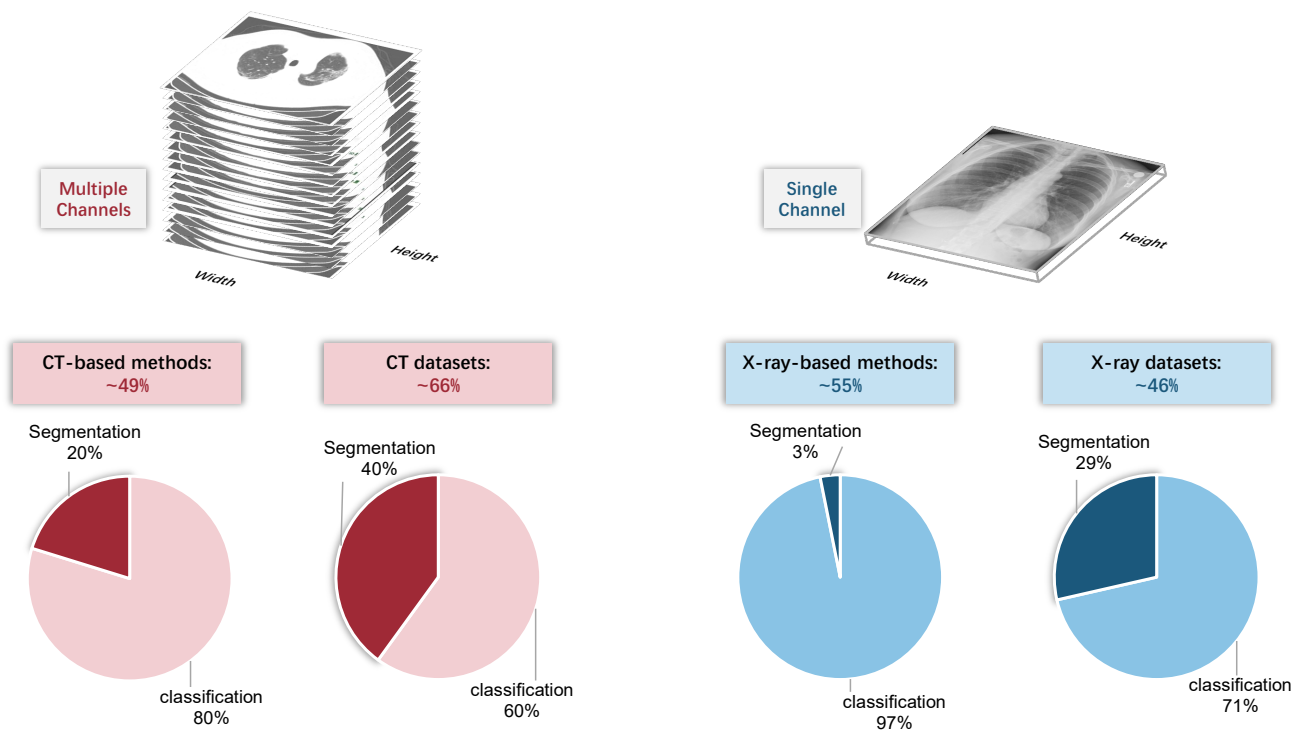 Multiple
Channels
Width
Height
Single
Channel
Width
Height
CT-based methods:
~49%
CT datasets:
~66%
X-ray-based methods:
~55%
X-ray datasets:
~46%
Segmentation
20%
classification
80%
Segmentation
40%
classification
60%
Segmentation
3%
classification
97%
Segmentation
29%
classification
71%